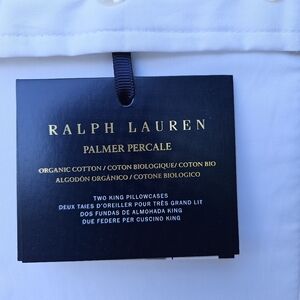 RALPH LAUREN
PALMER PERCALE
ORGANIC COTTON / COTON BIOLOGIQUE / COTON BIO
ALGODÓN ORGÁNICO / COTONE BIOLOGICO
TWO KING PILLOWCASES
DEUX TAIES D'OREILLER POUR TRÈS GRAND LIT
DOS FUNDAS DE ALMOHADA KING
DUE FEDERE PER CUSCINO KING